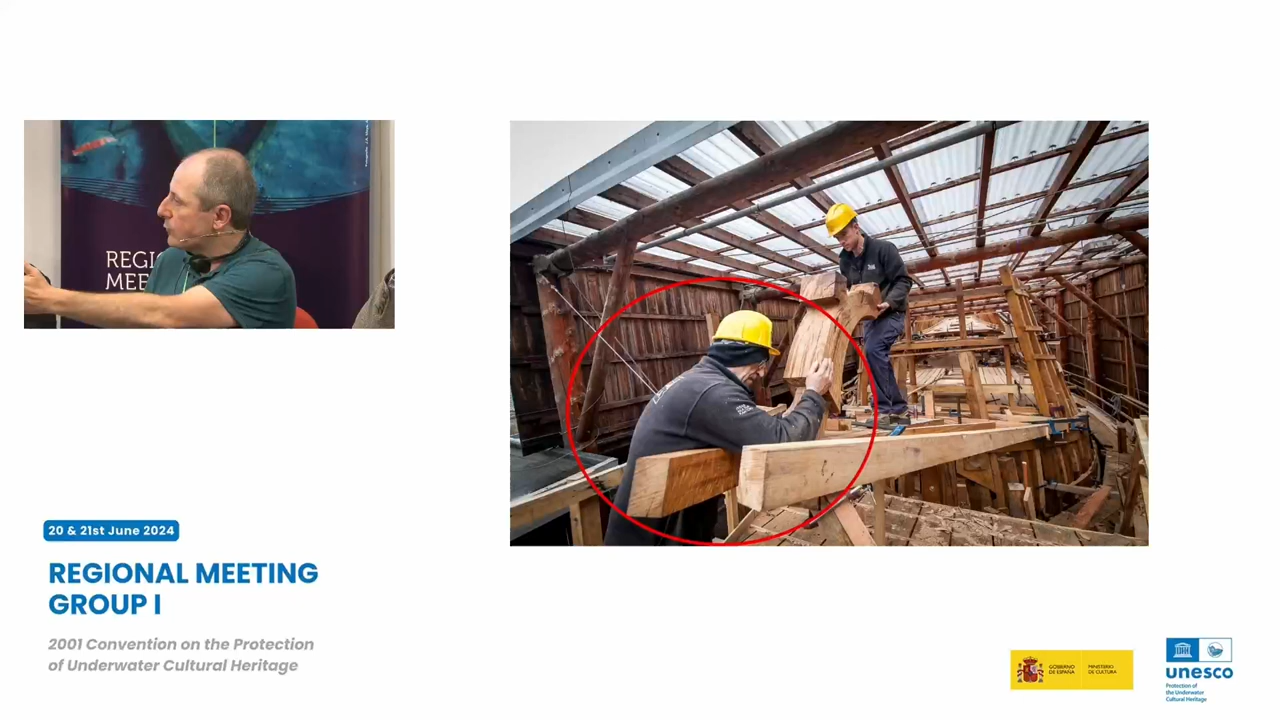 REGI
MEE
20 & 21st June 2024
REGIONAL MEETING
GROUP I
2001 Convention on the Protection
of Underwater Cultural Heritage
GOBIERNO
DE ESPAÑA
MINISTERIO
DE CULTURA
unesco
Protection of
the Underwater
Cultural Heritage